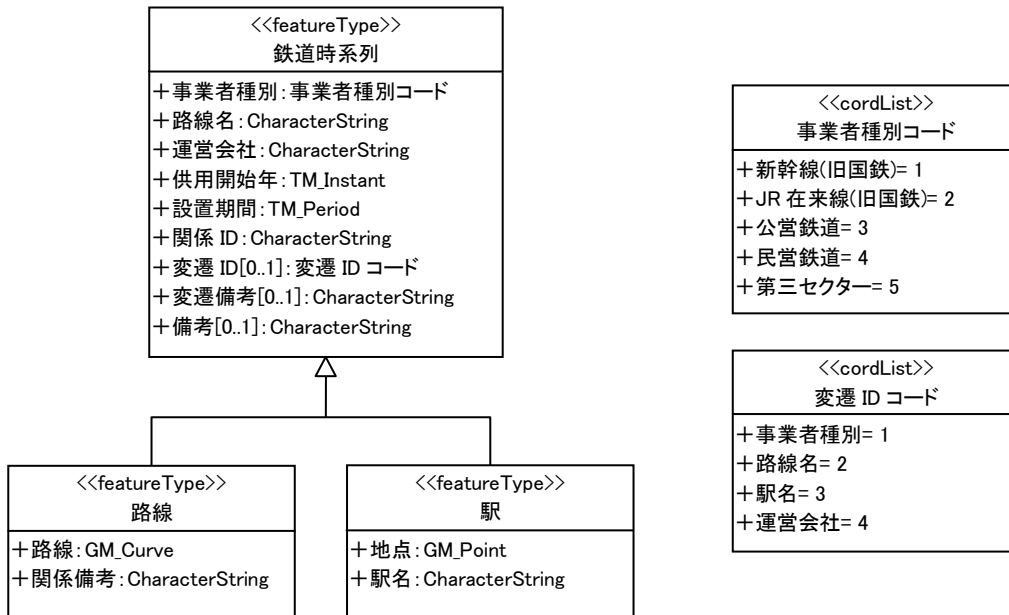 <<featureType>>
鉄道時系列
+事業者種別:事業者種別コード
+路線名:CharacterString
+運営会社:CharacterString
+供用開始年:TM_Instant
+設置期間:TM_Period
+関係 ID:CharacterString
+変遷 ID[0..1]:変遷 ID コード
+変遷備考[0..1]:CharacterString
+備考[0..1]:CharacterString
<<cordList>>
事業者種別コード
+新幹線(旧国鉄)= 1
+JR 在来線(旧国鉄)= 2
+公営鉄道= 3
+民営鉄道= 4
+第三セクター= 5
<<cordList>>
変遷 ID コード
+事業者種別= 1
+路線名= 2
+駅名= 3
+運営会社= 4
<<featureType>>
路線
+路線:GM_Curve
+関係備考:CharacterString
<<featureType>>
駅
+地点:GM_Point
+駅名:CharacterString